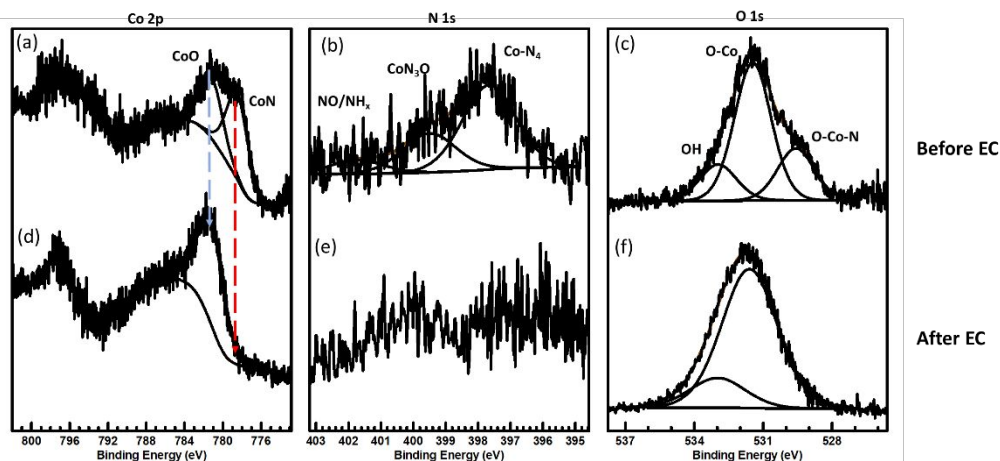 Co 2p
N 1s
O 1s
(a)
CoO
CoN
(b)
NO/NHₓ
CoN₃O
Co-N₄
(c)
O-Co
OH
O-Co-N
Before EC
(d)
(e)
(f)
After EC
800 796 792 788 784 780 776
Binding Energy (eV)
403 402 401 400 399 398 397 396 395
Binding Energy (eV)
537 534 531 528
Binding Energy (eV)